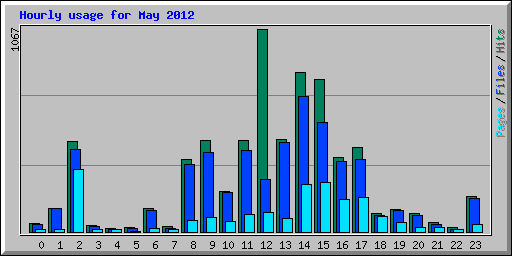 Hourly usage for May 2012
1067
Pages / Files / Hits
0 1 2 3 4 5 6 7 8 9 10 11 12 13 14 15 16 17 18 19 20 21 22 23